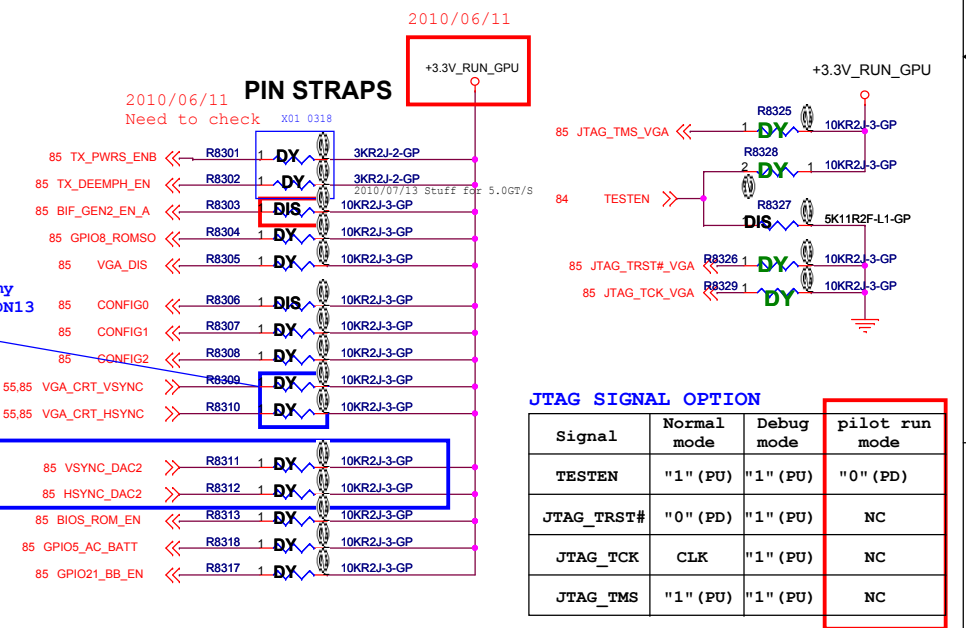 2010/06/11
+3.3V_RUN_GPU
PIN STRAPS
2010/06/11
Need to check
X01 0318
85 TX_PWRS_ENB R8301 1 DY 3KR2J-2-GP
85 TX_DEEMPH_EN R8302 1 DY 3KR2J-2-GP
2010/07/13 Stuff for 5.0GT/S
85 BIF_GEN2_EN_A R8303 1 DIS 10KR2J-3-GP
85 GPIO8_ROMSO R8304 1 DY 10KR2J-3-GP
85 VGA_DIS R8305 1 DY 10KR2J-3-GP
85 CONFIG0 R8306 1 DIS 10KR2J-3-GP
85 CONFIG1 R8307 1 DY 10KR2J-3-GP
85 CONFIG2 R8308 1 DY 10KR2J-3-GP
55,85 VGA_CRT_VSYNC R8309 1 DY 10KR2J-3-GP
55,85 VGA_CRT_HSYNC R8310 1 DY 10KR2J-3-GP
85 VSYNC_DAC2 R8311 1 DY 10KR2J-3-GP
85 HSYNC_DAC2 R8312 1 DY 10KR2J-3-GP
85 BIOS_ROM_EN R8313 1 DY 10KR2J-3-GP
85 GPIO5_AC_BATT R8318 1 DY 10KR2J-3-GP
85 GPIO21_BB_EN R8317 1 DY 10KR2J-3-GP
+3.3V_RUN_GPU
85 JTAG_TMS_VGA 1 R8325 DY 10KR2J-3-GP
R8328
2 DY 1 10KR2J-3-GP
84 TESTEN
R8327
DIS 5K11R2F-L1-GP
85 JTAG_TRST#_VGA R8326 1 DY 10KR2J-3-GP
85 JTAG_TCK_VGA R8329 1 DY 10KR2J-3-GP
JTAG SIGNAL OPTION
Signal Normal mode Debug mode pilot run mode
TESTEN "1"(PU) "1"(PU) "0"(PD)
JTAG_TRST# "0"(PD) "1"(PU) NC
JTAG_TCK CLK "1"(PU) NC
JTAG_TMS "1"(PU) "1"(PU) NC